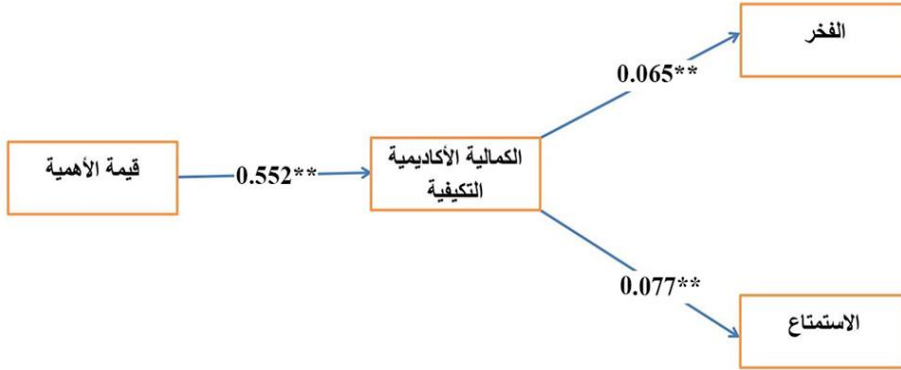 الفخر
0.065**
قيمة الأهمية
0.552**
الكمالية الأكاديمية
التكيفية
0.077**
الاستمتاع